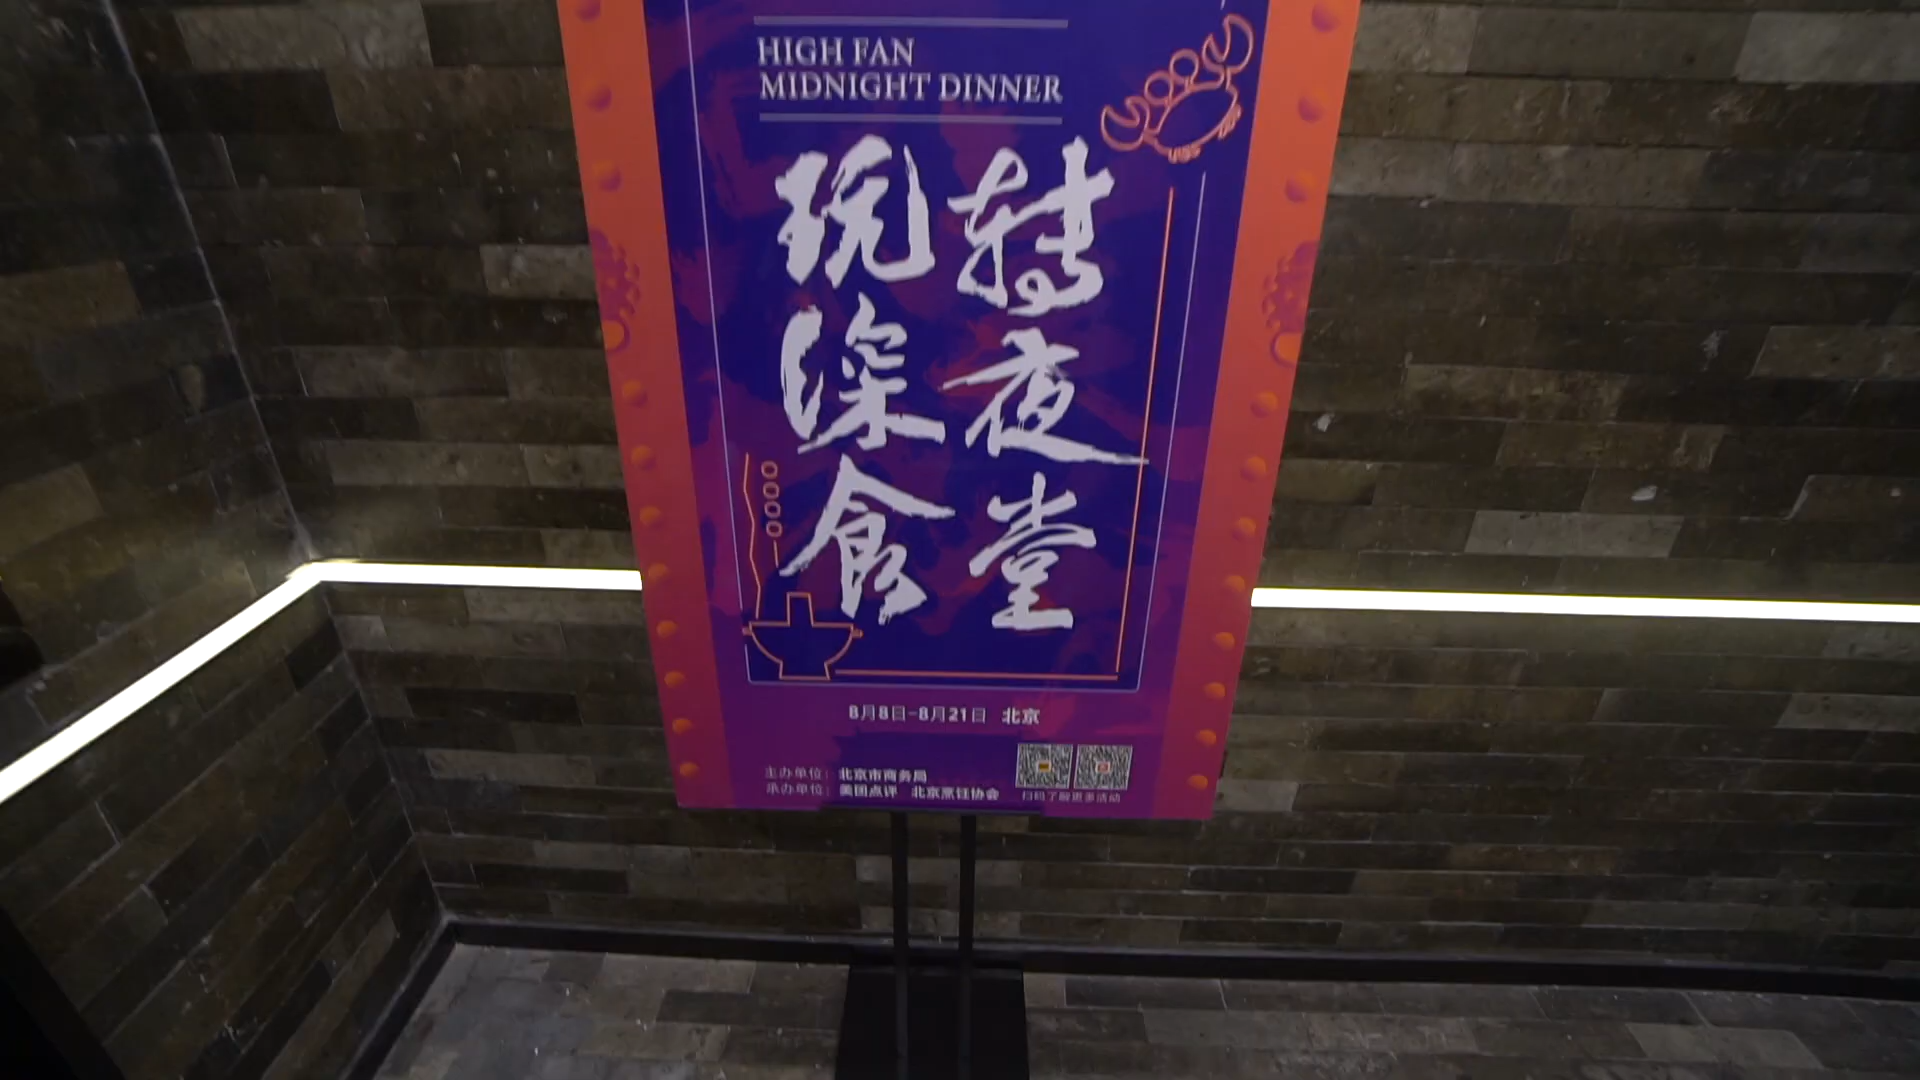 HIGH FAN
MIDNIGHT DINNER
玩转
深夜
食堂
8月8日-8月21日 北京
主办单位：北京市商务局
承办单位：美团点评 北京烹饪协会
扫码了解更多活动